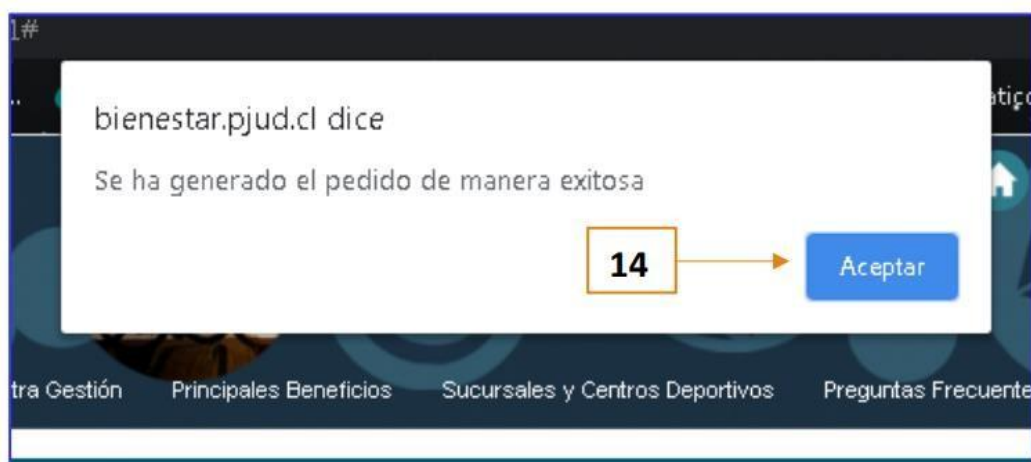 1#
..
bienestar.pjud.cl dice
Se ha generado el pedido de manera exitosa
14
Aceptar
tra Gestión Principales Beneficios Sucursales y Centros Deportivos Preguntas Frecuente